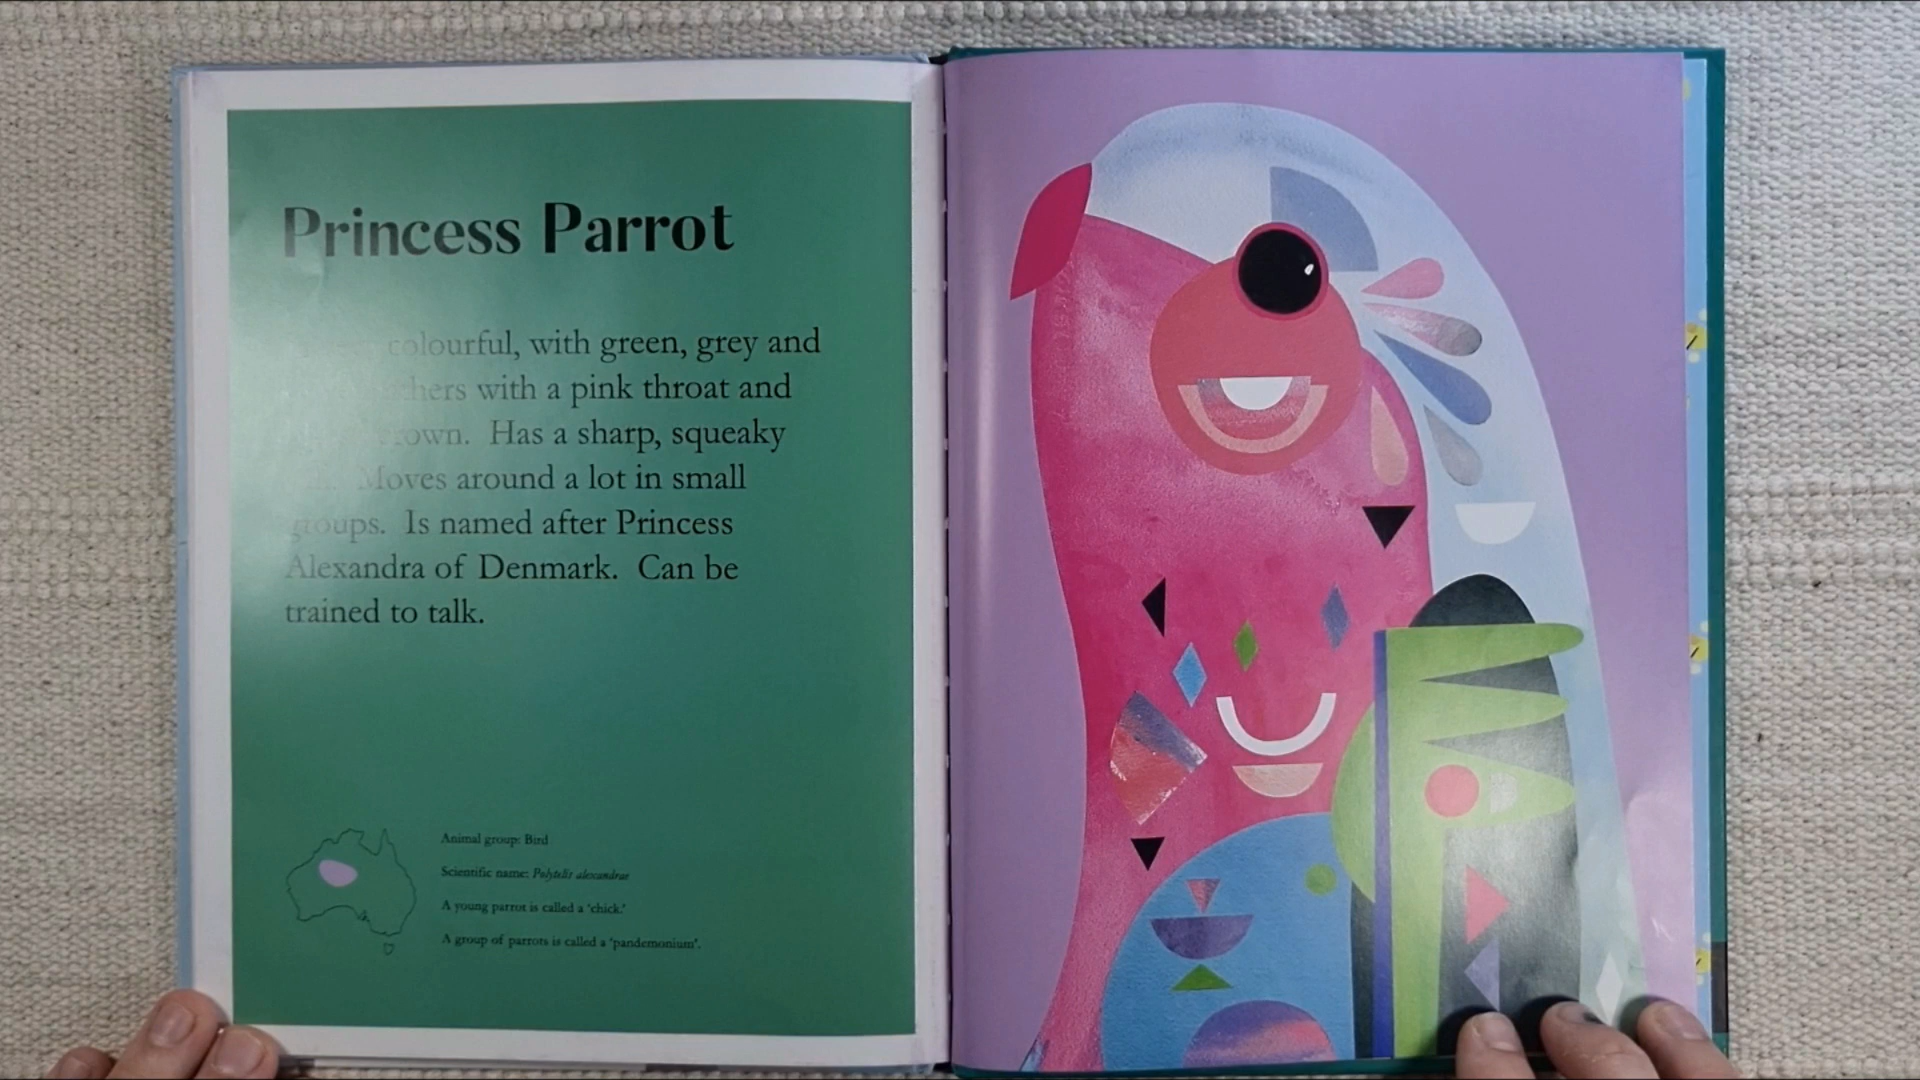 Princess Parrot
colourful, with green, grey and
with a pink throat and
crown. Has a sharp, squeaky
Moves around a lot in small
groups. Is named after Princess
Alexandra of Denmark. Can be
trained to talk.
Animal group: Bird
Scientific name: Polytelis alexandrae
A young parrot is called a 'chick.'
A group of parrots is called a 'pandemonium'.